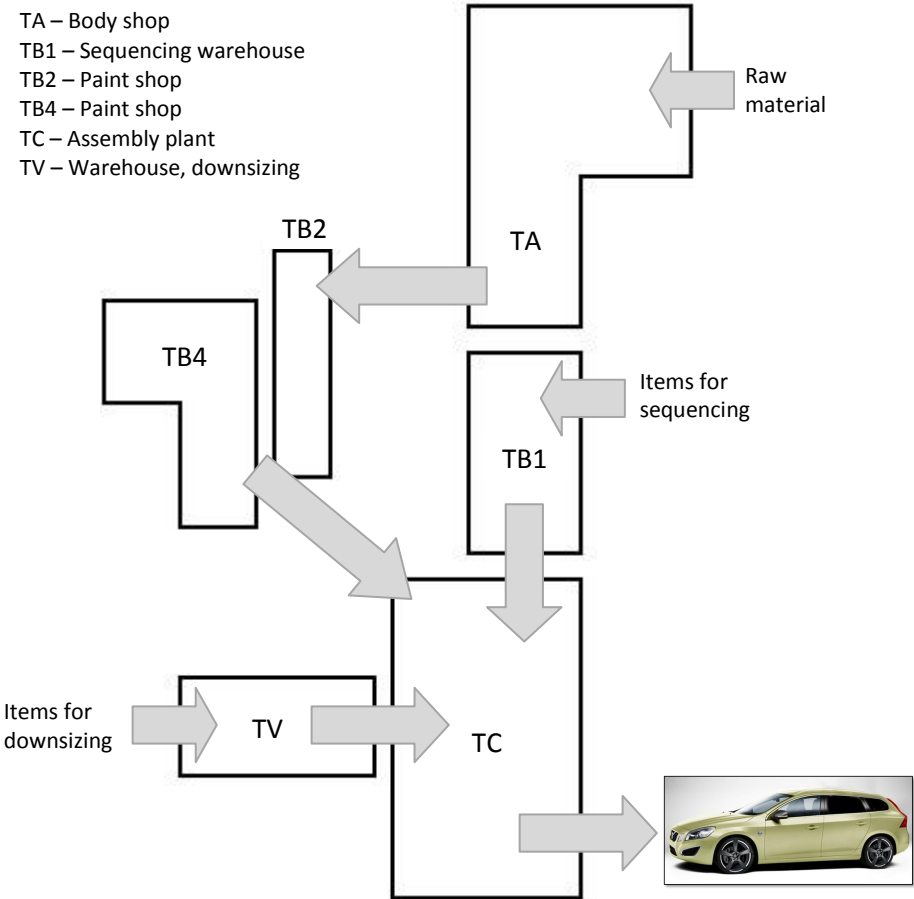 TA – Body shop
TB1 – Sequencing warehouse
TB2 – Paint shop
TB4 – Paint shop
TC – Assembly plant
TV – Warehouse, downsizing
Raw
material
TB2
TA
TB4
Items for
sequencing
TB1
Items for
downsizing
TV
TC